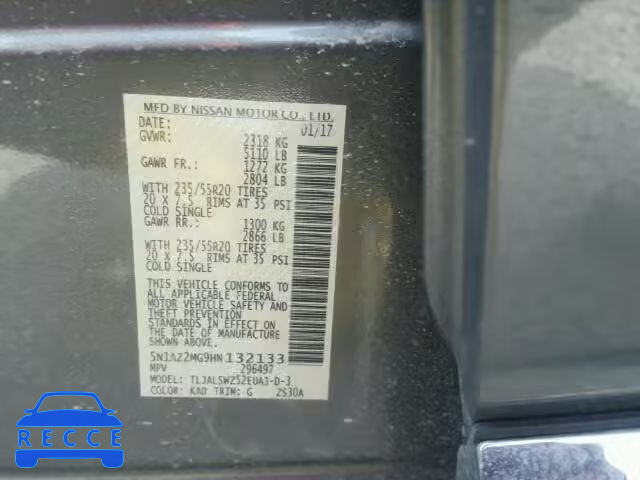 MFD BY NISSAN MOTOR CO., LTD.
DATE: 01/17
GVWR: 2318 KG
5110 LB
GAWR FR.: 1272 KG
2804 LB
WITH 235/55R20 TIRES
20 X 7.5 RIMS AT 35 PSI
COLD SINGLE
GAWR RR.: 1300 KG
2866 LB
WITH 235/55R20 TIRES
20 X 7.5 RIMS AT 35 PSI
COLD SINGLE
THIS VEHICLE CONFORMS TO
ALL APPLICABLE FEDERAL
MOTOR VEHICLE SAFETY AND
THEFT PREVENTION
STANDARDS IN EFFECT ON
THE DATE OF MANUFACTURE
SHOWN ABOVE.
5N1AZ2MG9HN132133
MPV 296497
MODEL: TLJALSWZ52EUA3-D-3
COLOR: KAD TRIM: G 2S30A
RECCE